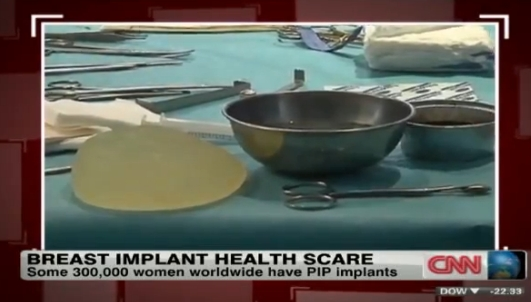 BREAST IMPLANT HEALTH SCARE
Some 300,000 women worldwide have PIP implants
CNN
DOW ▼ -22.33